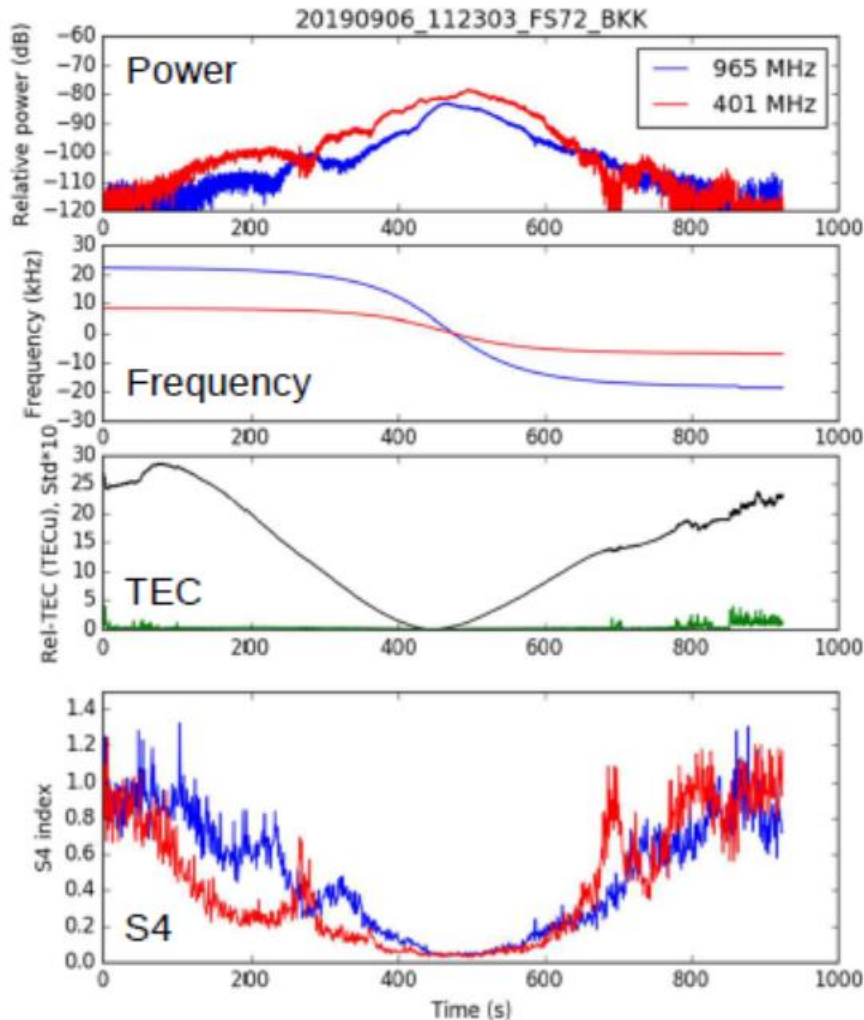 20190906_112303_FS72_BKK
Relative power (dB)
−60
−70
−80
−90
−100
−110
−120
Power
965 MHz
401 MHz
0 200 400 600 800 1000
Frequency (kHz)
30
20
10
0
−10
−20
−30
Frequency
0 200 400 600 800 1000
Rel-TEC (TECu), Std*10
30
25
20
15
10
5
0
TEC
0 200 400 600 800 1000
S4 index
1.4
1.2
1.0
0.8
0.6
0.4
0.2
0.0
S4
0 200 400 600 800 1000
Time (s)